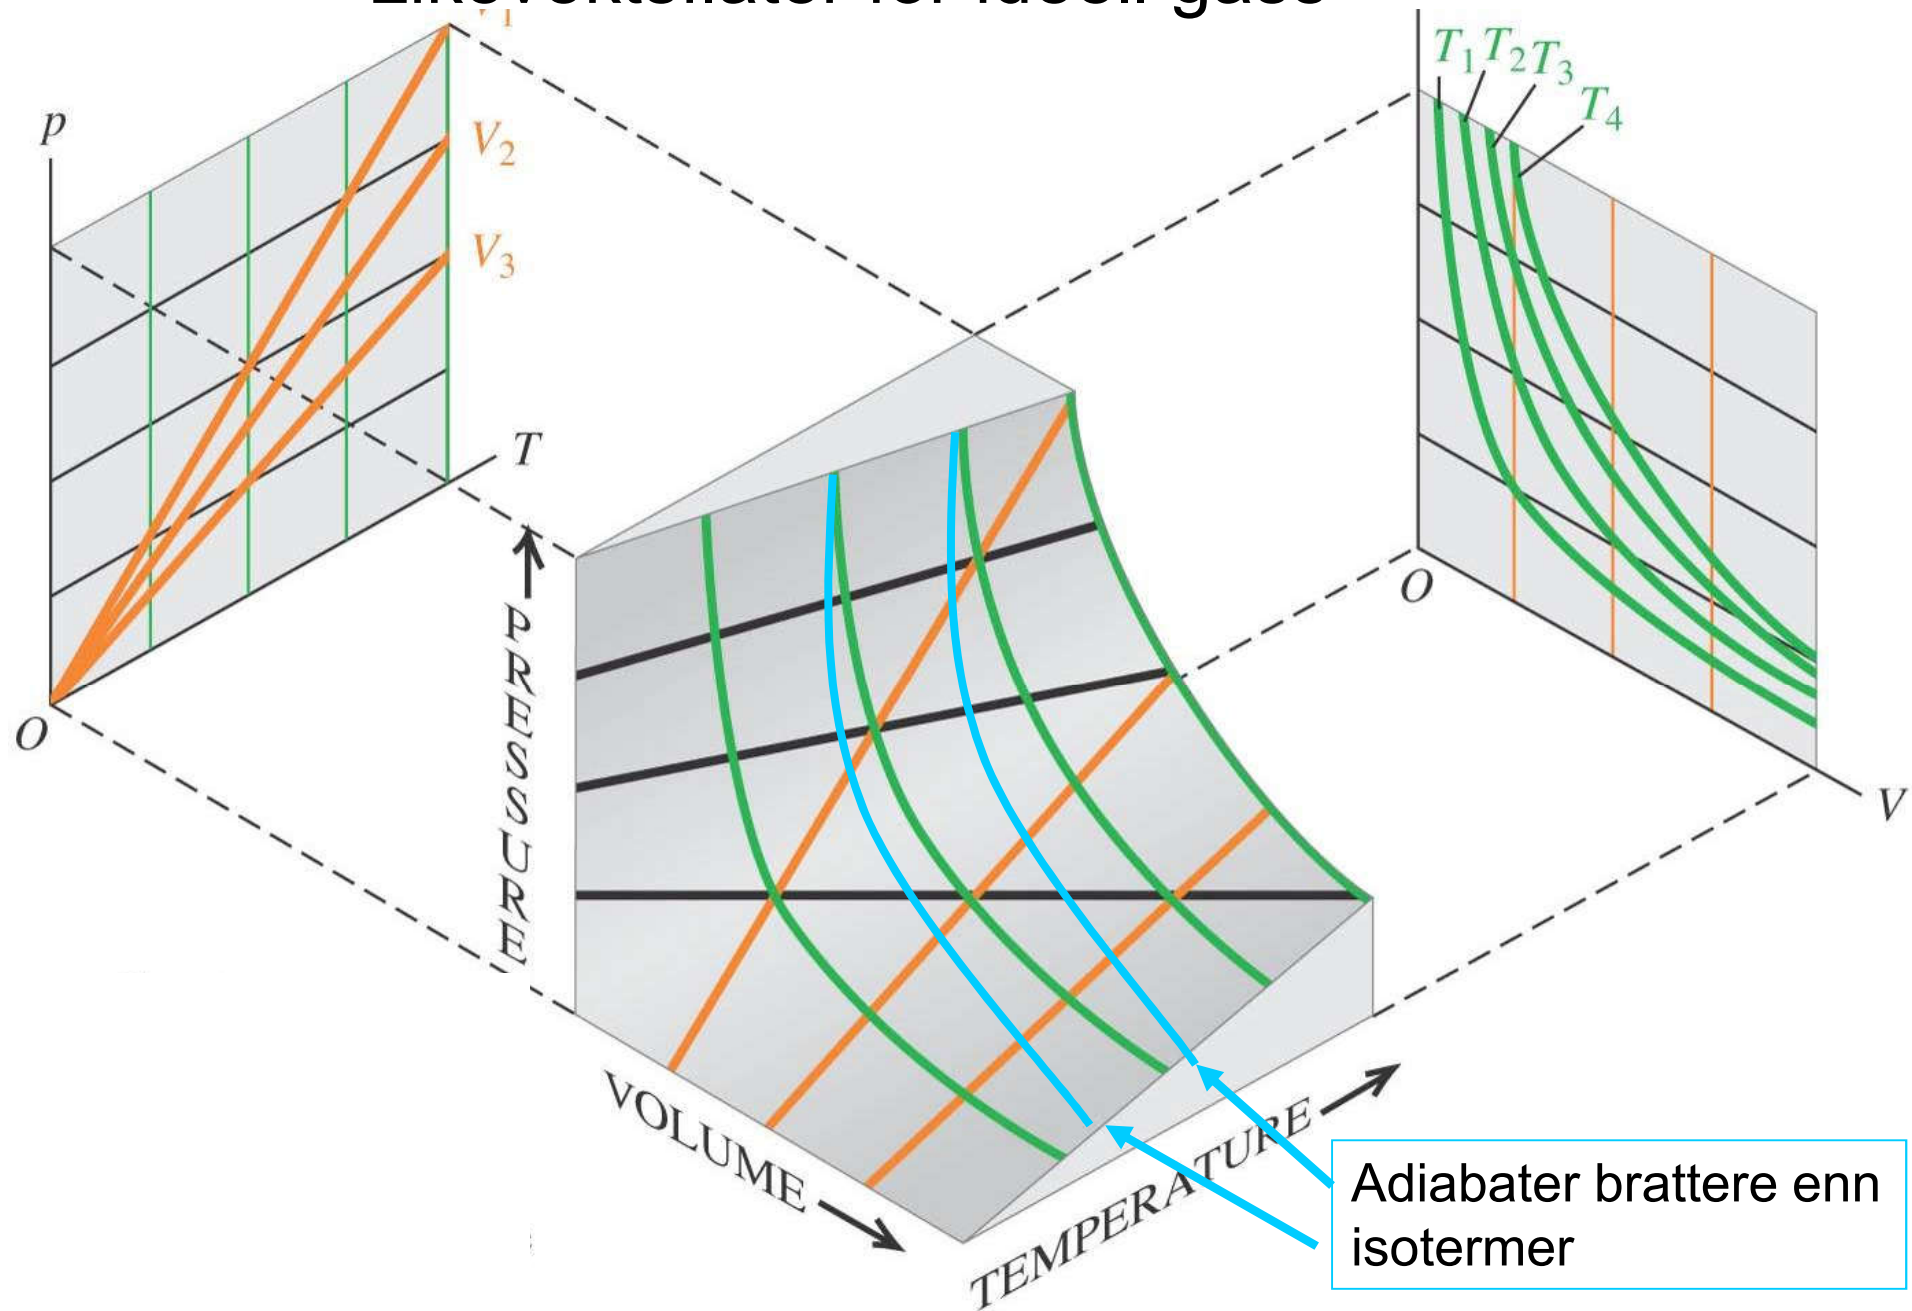 p
V2
V3
T
O
T1 T2 T3
T4
O
V
PRESSURE
VOLUME
TEMPERATURE
Adiabater brattere enn
isotermer